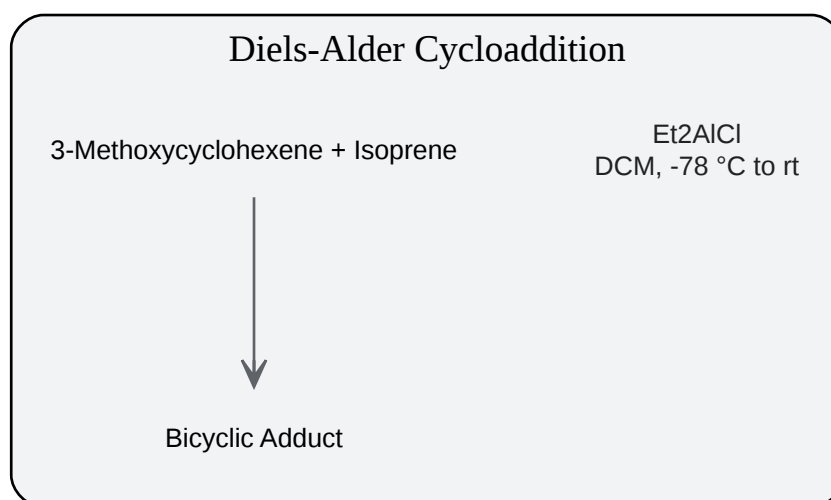 Diels-Alder Cycloaddition
3-Methoxycyclohexene + Isoprene
Et2AlCl
DCM, -78 °C to rt
Bicyclic Adduct